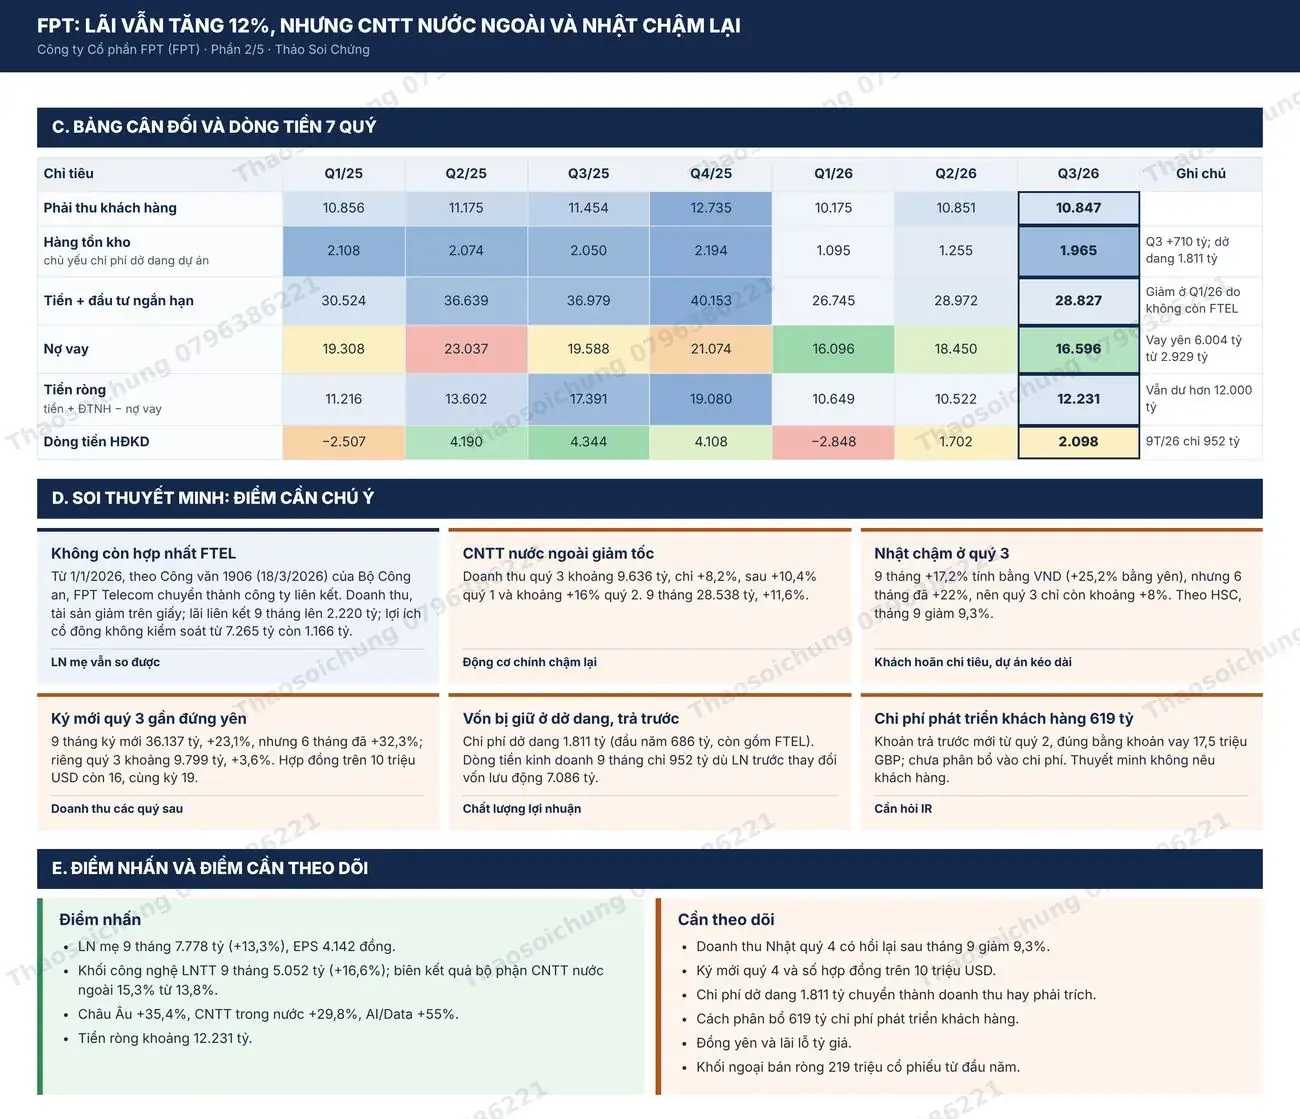 FPT: LÃI VẪN TĂNG 12%, NHƯNG CNTT NƯỚC NGOÀI VÀ NHẬT CHẬM LẠI
Công ty Cổ phần FPT (FPT) · Phần 2/5 · Thảo Soi Chứng
C. BẢNG CÂN ĐỐI VÀ DÒNG TIỀN 7 QUÝ
Chỉ tiêu Q1/25 Q2/25 Q3/25 Q4/25 Q1/26 Q2/26 Q3/26 Ghi chú
Phải thu khách hàng 10.856 11.175 11.454 12.735 10.175 10.851 10.847
Hàng tồn kho
chủ yếu chi phí dở dang dự án
2.108 2.074 2.050 2.194 1.095 1.255 1.965
Q3 +710 tỷ; dở
dang 1.811 tỷ
Tiền + đầu tư ngắn hạn 30.524 36.639 36.979 40.153 26.745 28.972 28.827
Giảm ở Q1/26 do
không còn FTEL
Nợ vay 19.308 23.037 19.588 21.074 16.096 18.450 16.596
Vay yên 6.004 tỷ
từ 2.929 tỷ
Tiền ròng
tiền + ĐTNH − nợ vay
11.216 13.602 17.391 19.080 10.649 10.522 12.231
Vẫn dư hơn 12.000
tỷ
Dòng tiền HĐKD −2.507 4.190 4.344 4.108 −2.848 1.702 2.098 9T/26 chỉ 952 tỷ
D. SOI THUYẾT MINH: ĐIỂM CẦN CHÚ Ý
Không còn hợp nhất FTEL
Từ 1/1/2026, theo Công văn 1906 (18/3/2026) của Bộ Công
an, FPT Telecom chuyển thành công ty liên kết. Doanh thu,
tài sản giảm trên giấy; lãi liên kết 9 tháng lên 2.220 tỷ; lợi ích
cổ đông không kiểm soát từ 7.265 tỷ còn 1.166 tỷ.
LN mẹ vẫn so được
CNTT nước ngoài giảm tốc
Doanh thu quý 3 khoảng 9.636 tỷ, chỉ +8,2%, sau +10,4%
quý 1 và khoảng +16% quý 2. 9 tháng 28.538 tỷ, +11,6%.
Động cơ chính chậm lại
Nhật chậm ở quý 3
9 tháng +17,2% tính bằng VND (+25,2% bằng yên), nhưng 6
tháng đã +22%, nên quý 3 chỉ còn khoảng +8%. Theo HSC,
tháng 9 giảm 9,3%.
Khách hoãn chi tiêu, dự án kéo dài
Ký mới quý 3 gần đứng yên
9 tháng ký mới 36.137 tỷ, +23,1%, nhưng 6 tháng đã +32,3%;
riêng quý 3 khoảng 9.799 tỷ, +3,6%. Hợp đồng trên 10 triệu
USD còn 16, cùng kỳ 19.
Doanh thu các quý sau
Vốn bị giữ ở dở dang, trả trước
Chi phí dở dang 1.811 tỷ (đầu năm 686 tỷ, còn gồm FTEL).
Dòng tiền kinh doanh 9 tháng chỉ 952 tỷ dù LN trước thay đổi
vốn lưu động 7.086 tỷ.
Chất lượng lợi nhuận
Chi phí phát triển khách hàng 619 tỷ
Khoản trả trước mới từ quý 2, đúng bằng khoản vay 17,5 triệu
GBP; chưa phân bổ vào chi phí. Thuyết minh không nêu
khách hàng.
Cần hỏi IR
E. ĐIỂM NHẤN VÀ ĐIỂM CẦN THEO DÕI
Điểm nhấn
• LN mẹ 9 tháng 7.778 tỷ (+13,3%), EPS 4.142 đồng.
• Khối công nghệ LNTT 9 tháng 5.052 tỷ (+16,6%); biên kết quả bộ phận CNTT nước
ngoài 15,3% từ 13,8%.
• Châu Âu +35,4%, CNTT trong nước +29,8%, AI/Data +55%.
• Tiền ròng khoảng 12.231 tỷ.
Cần theo dõi
• Doanh thu Nhật quý 4 có hồi lại sau tháng 9 giảm 9,3%.
• Ký mới quý 4 và số hợp đồng trên 10 triệu USD.
• Chi phí dở dang 1.811 tỷ chuyển thành doanh thu hay phải trích.
• Cách phân bổ 619 tỷ chi phí phát triển khách hàng.
• Đồng yên và lãi lỗ tỷ giá.
• Khối ngoại bán ròng 219 triệu cổ phiếu từ đầu năm.
Thaosoichung 0796386221